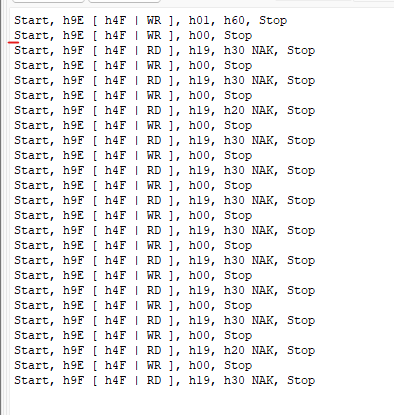 Start, h9E [ h4F | WR ], h01, h60, Stop
Start, h9E [ h4F | WR ], h00, Stop
Start, h9F [ h4F | RD ], h19, h30 NAK, Stop
Start, h9E [ h4F | WR ], h00, Stop
Start, h9F [ h4F | RD ], h19, h30 NAK, Stop
Start, h9E [ h4F | WR ], h00, Stop
Start, h9F [ h4F | RD ], h19, h20 NAK, Stop
Start, h9F [ h4F | RD ], h19, h30 NAK, Stop
Start, h9E [ h4F | WR ], h00, Stop
Start, h9F [ h4F | RD ], h19, h30 NAK, Stop
Start, h9E [ h4F | WR ], h00, Stop
Start, h9F [ h4F | RD ], h19, h30 NAK, Stop
Start, h9E [ h4F | WR ], h00, Stop
Start, h9F [ h4F | RD ], h19, h30 NAK, Stop
Start, h9E [ h4F | WR ], h00, Stop
Start, h9F [ h4F | RD ], h19, h30 NAK, Stop
Start, h9E [ h4F | WR ], h00, Stop
Start, h9F [ h4F | RD ], h19, h30 NAK, Stop
Start, h9E [ h4F | WR ], h00, Stop
Start, h9F [ h4F | RD ], h19, h30 NAK, Stop
Start, h9E [ h4F | WR ], h00, Stop
Start, h9F [ h4F | RD ], h19, h20 NAK, Stop
Start, h9E [ h4F | WR ], h00, Stop
Start, h9F [ h4F | RD ], h19, h30 NAK, Stop